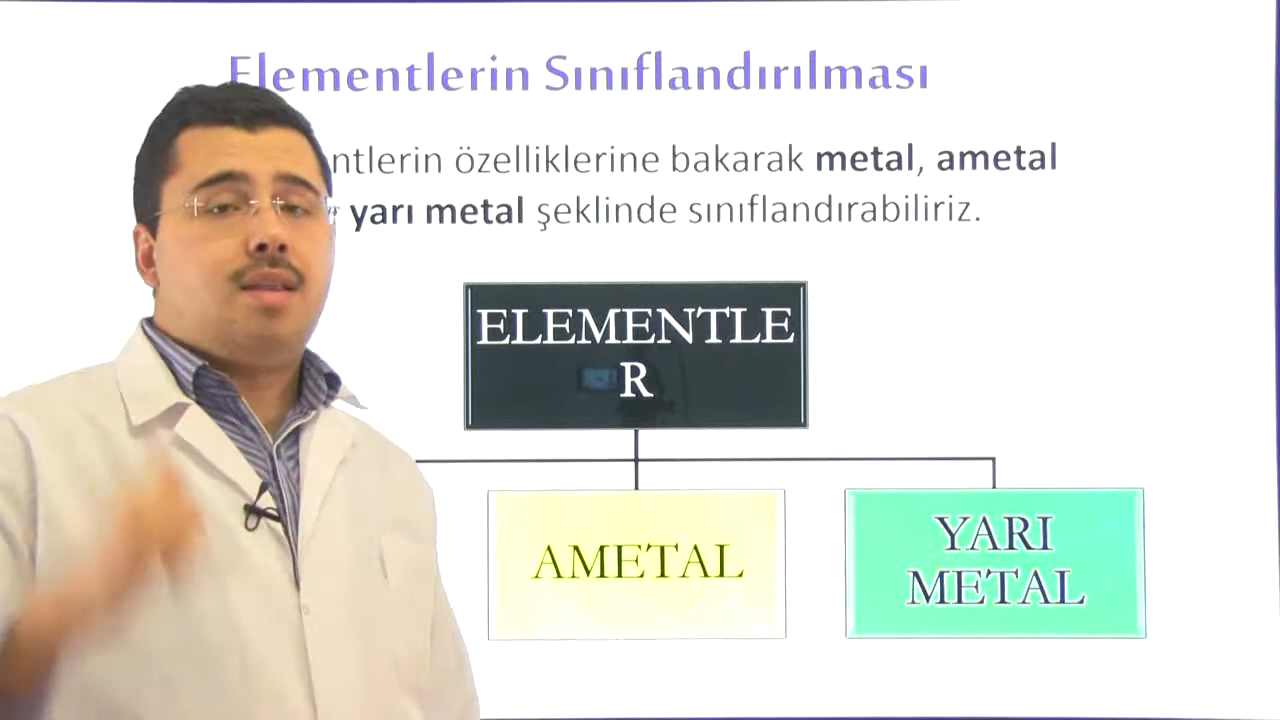 Elementlerin Sınıflandırılması
ntlerin özelliklerine bakarak metal, ametal
yarı metal şeklinde sınıflandırabiliriz.
ELEMENTLE
R
AMETAL
YARI
METAL